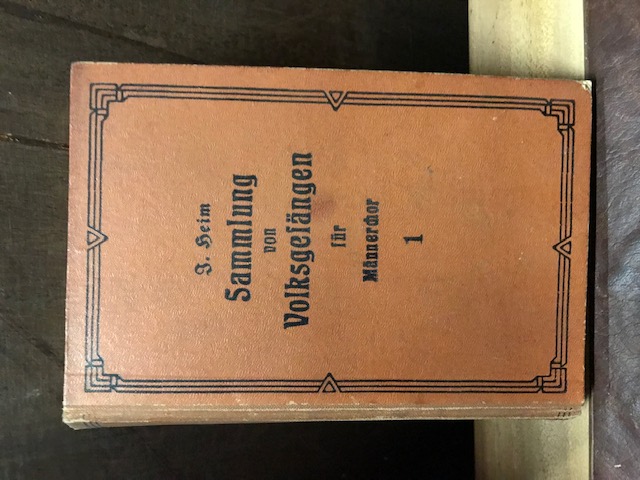 J. Heim
Sammlung
von
Volksgesängen
für
Männerchor
1